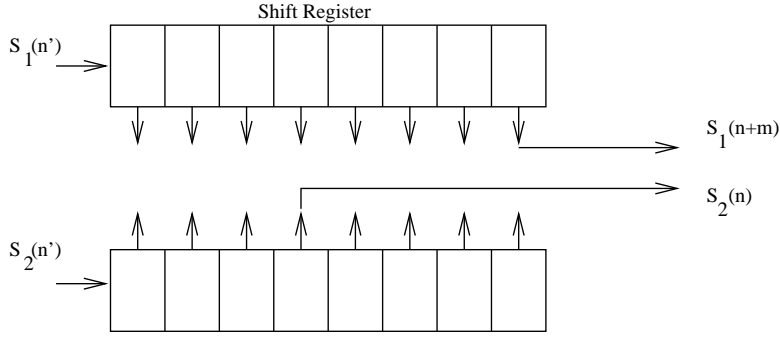 Shift Register
S1(n’)
S1(n+m)
S2(n)
S2(n’)